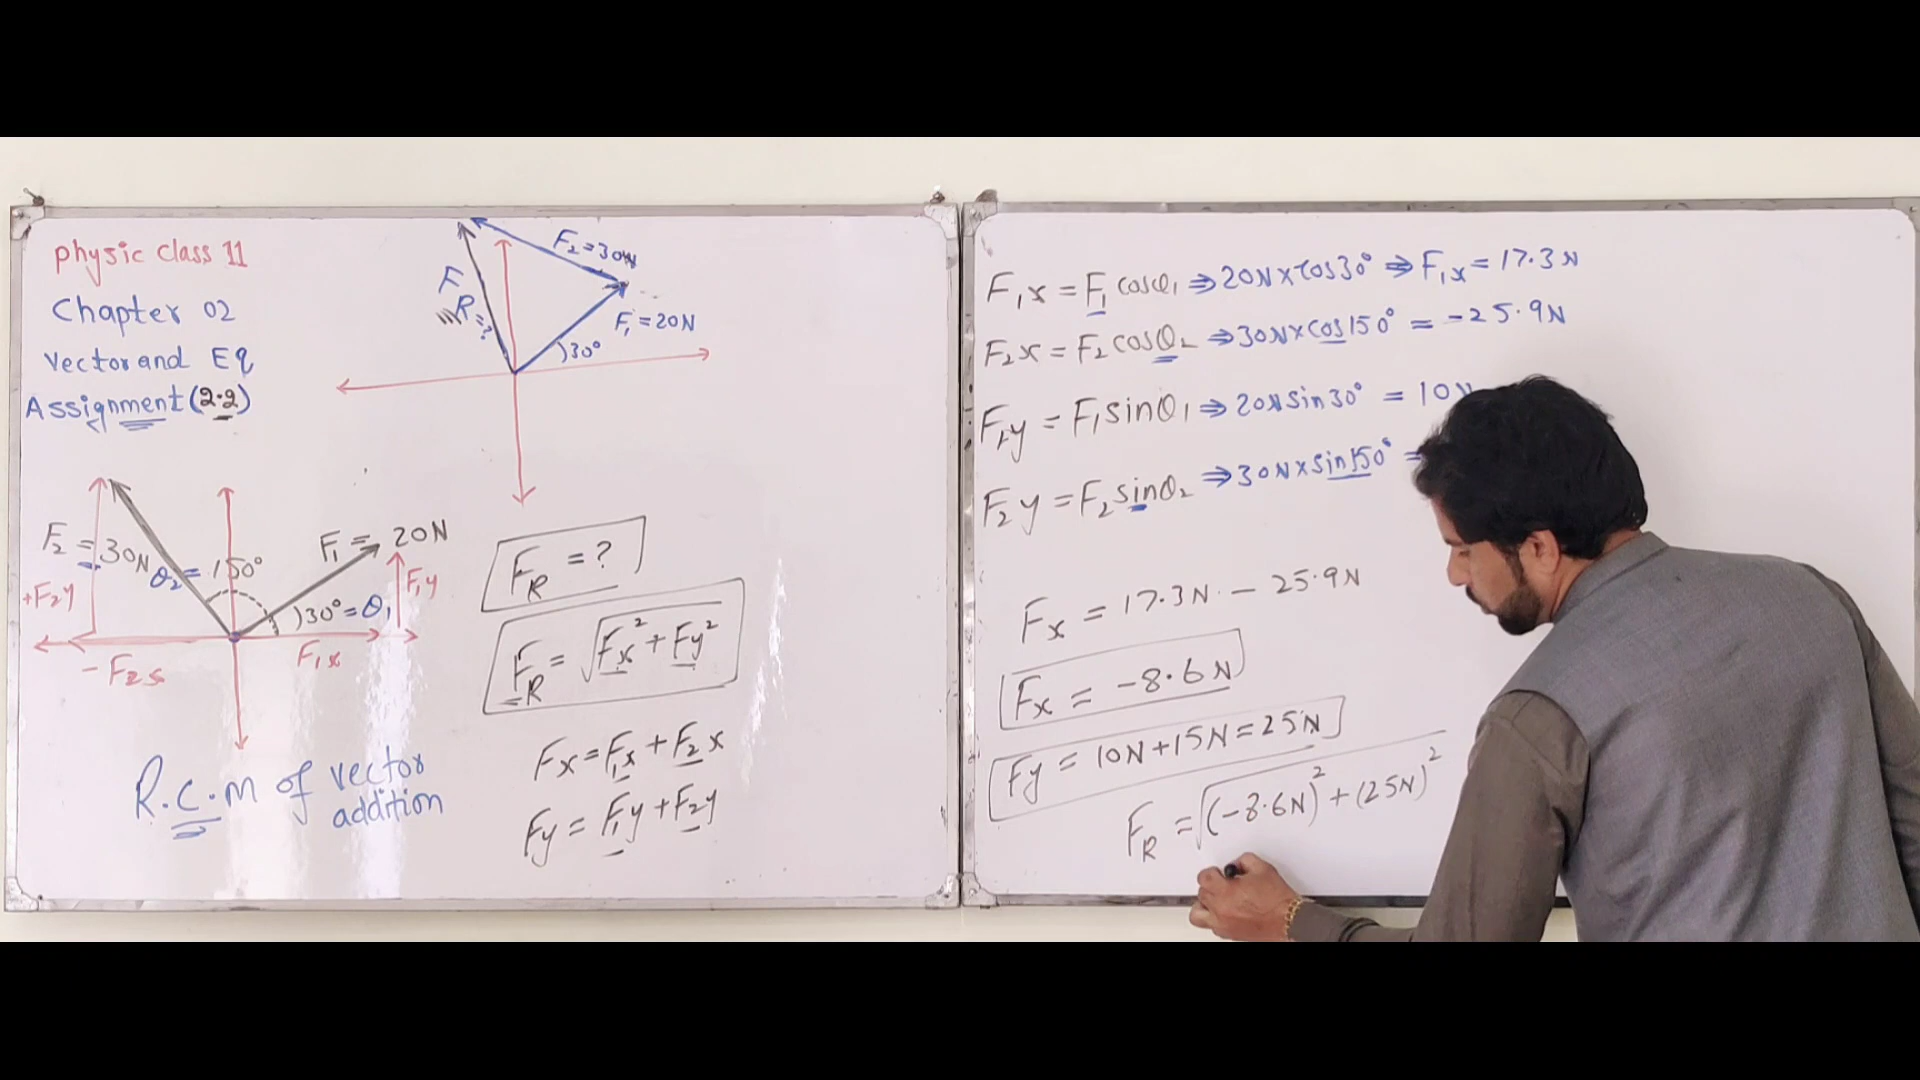 physic class 11
Chapter 02
Vector and Eq
Assignment (2.2)
F₂ = 30N
F₁ = 20N
F
R = ?
)30°
F₂ = 30N
θ₂ = 150°
F₁ = 20N
+F₂y
)30° = θ₁
F₁y
- F₂x
F₁x
R.C.M of vector
addition
F_R = ?
F_R = √Fx² + Fy²
Fx = F₁x + F₂x
Fy = F₁y + F₂y
F₁x = F₁ cosθ₁ ⇒ 20N × cos30° ⇒ F₁x = 17.3N
F₂x = F₂ cosθ₂ ⇒ 30N × cos150° = -25.9N
F₁y = F₁ sinθ₁ ⇒ 20N sin30° = 10N
F₂y = F₂ sinθ₂ ⇒ 30N × sin150° =
Fx = 17.3N - 25.9N
Fx = -8.6N
Fy = 10N + 15N = 25N
F_R = √(-8.6N)² + (25N)²